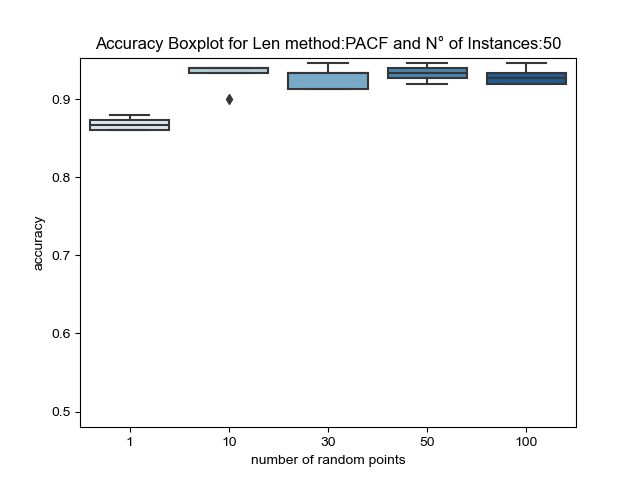 Accuracy Boxplot for Len method:PACF and N° of Instances:50
accuracy
0.9
0.8
0.7
0.6
0.5
1 10 30 50 100
number of random points